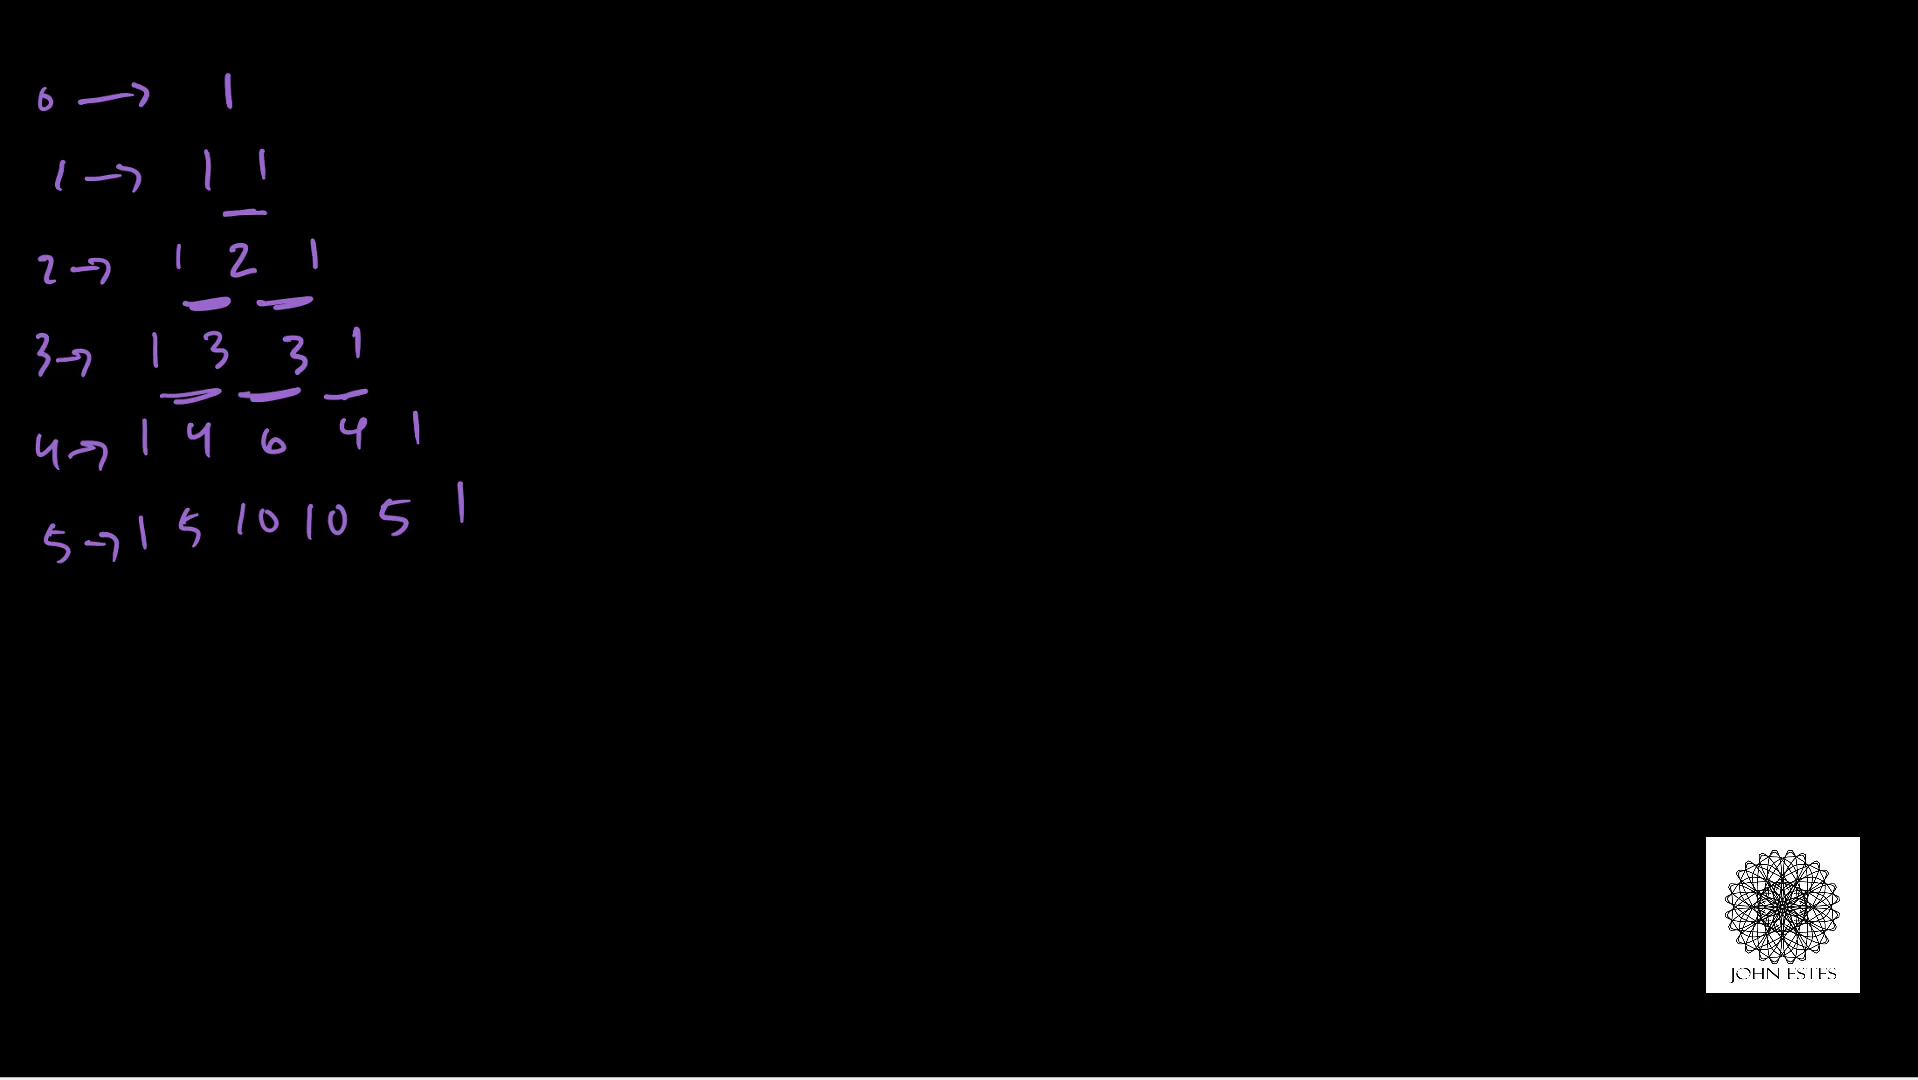 0 → 1
1 → 1 1
2 → 1 2 1
3 → 1 3 3 1
4 → 1 4 6 4 1
5 → 1 5 10 10 5 1
JOHN ESTES